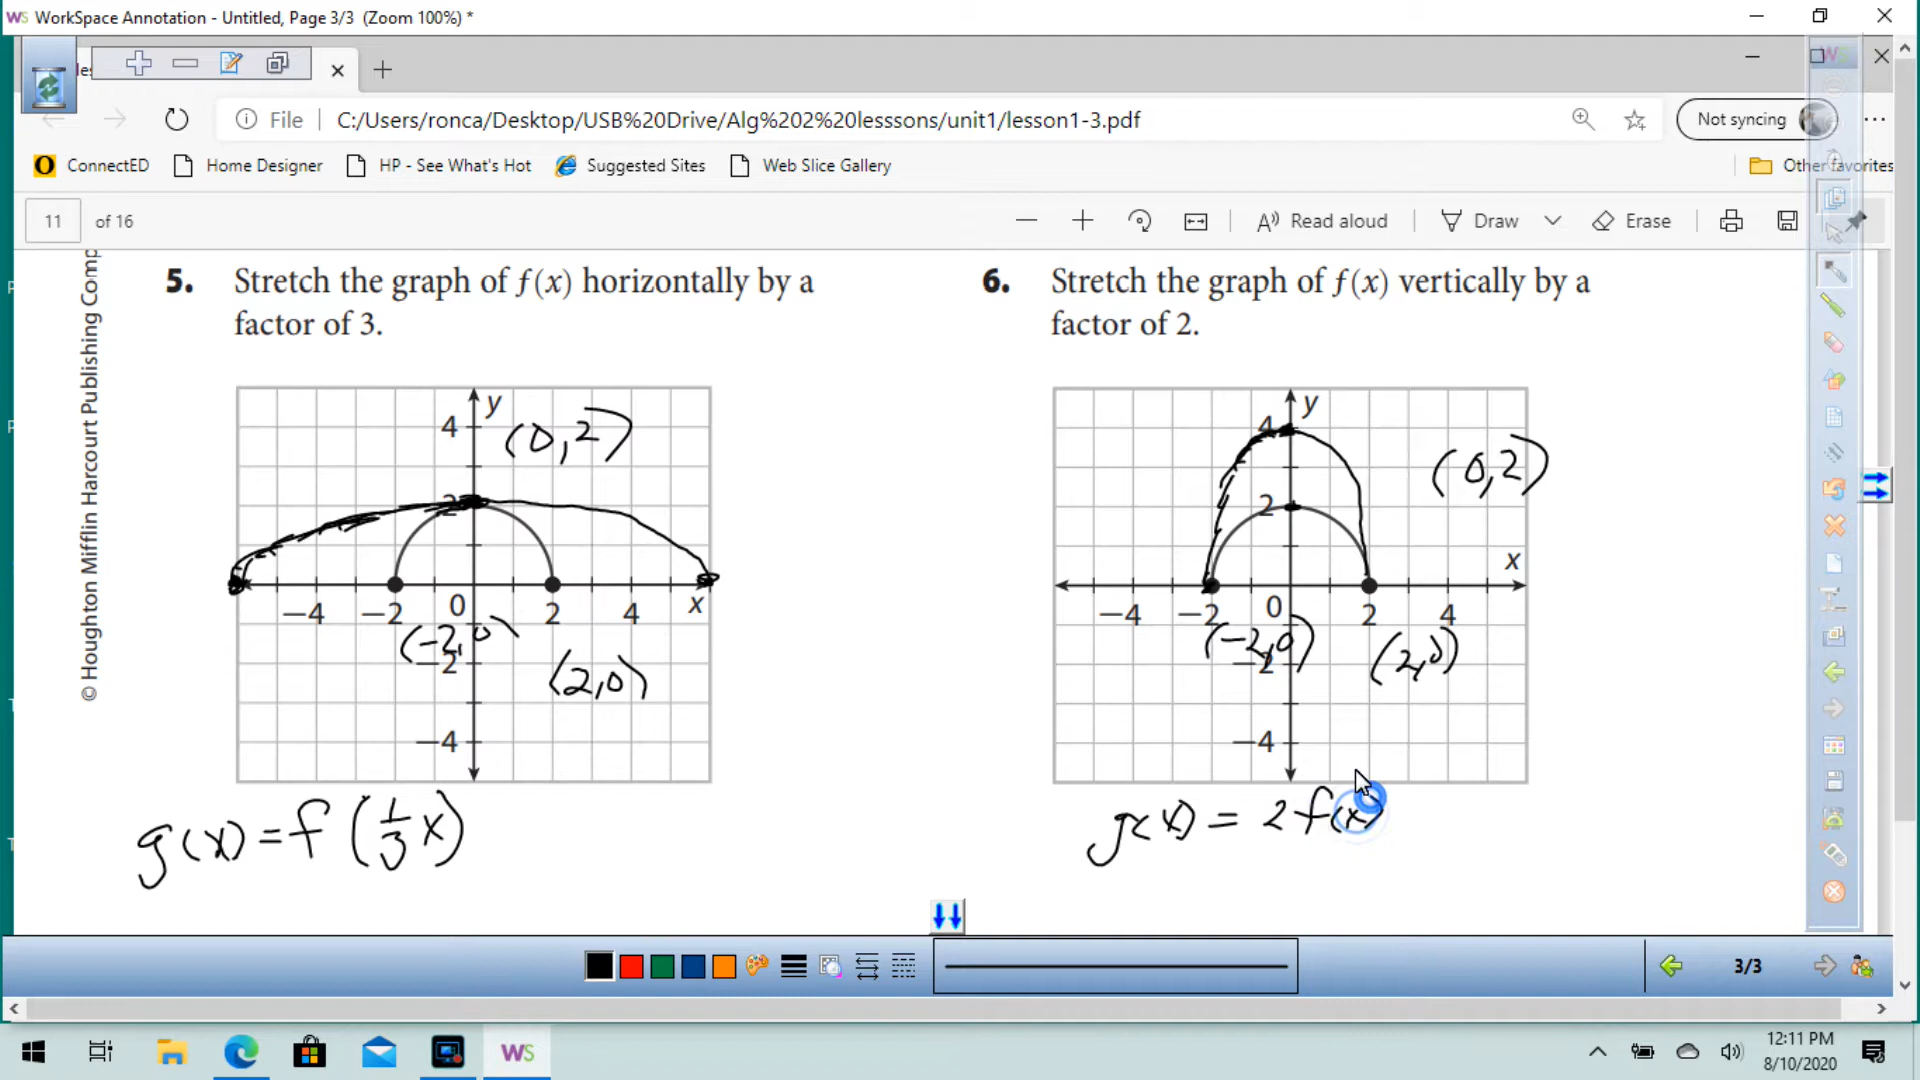 WS WorkSpace Annotation - Untitled, Page 3/3 (Zoom 100%) *
les
File
C:/Users/ronca/Desktop/USB%20Drive/Alg%202%20lesssons/unit1/lesson1-3.pdf
Not syncing
ConnectED
Home Designer
HP - See What's Hot
Suggested Sites
Web Slice Gallery
Other favorites
11 of 16
Read aloud
Draw
Erase
© Houghton Mifflin Harcourt Publishing Comp
5. Stretch the graph of f(x) horizontally by a
factor of 3.
y
4
(0,2)
2
−4 −2 0 2 4 x
(-2,0)
−2
(2,0)
−4
g(x) = f(1/3 x)
6. Stretch the graph of f(x) vertically by a
factor of 2.
y
4
(0,2)
2
x
−4 −2 0 2 4
(-2,0)
−2
(2,0)
−4
g(x) = 2f(x)
3/3
WS
12:11 PM
8/10/2020